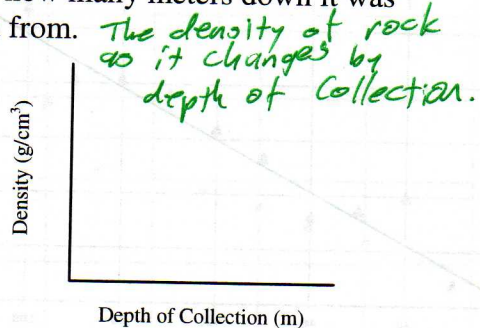 how many meters down it was
from. The density of rock
as it changes by
depth of Collection.
Density (g/cm³)
Depth of Collection (m)